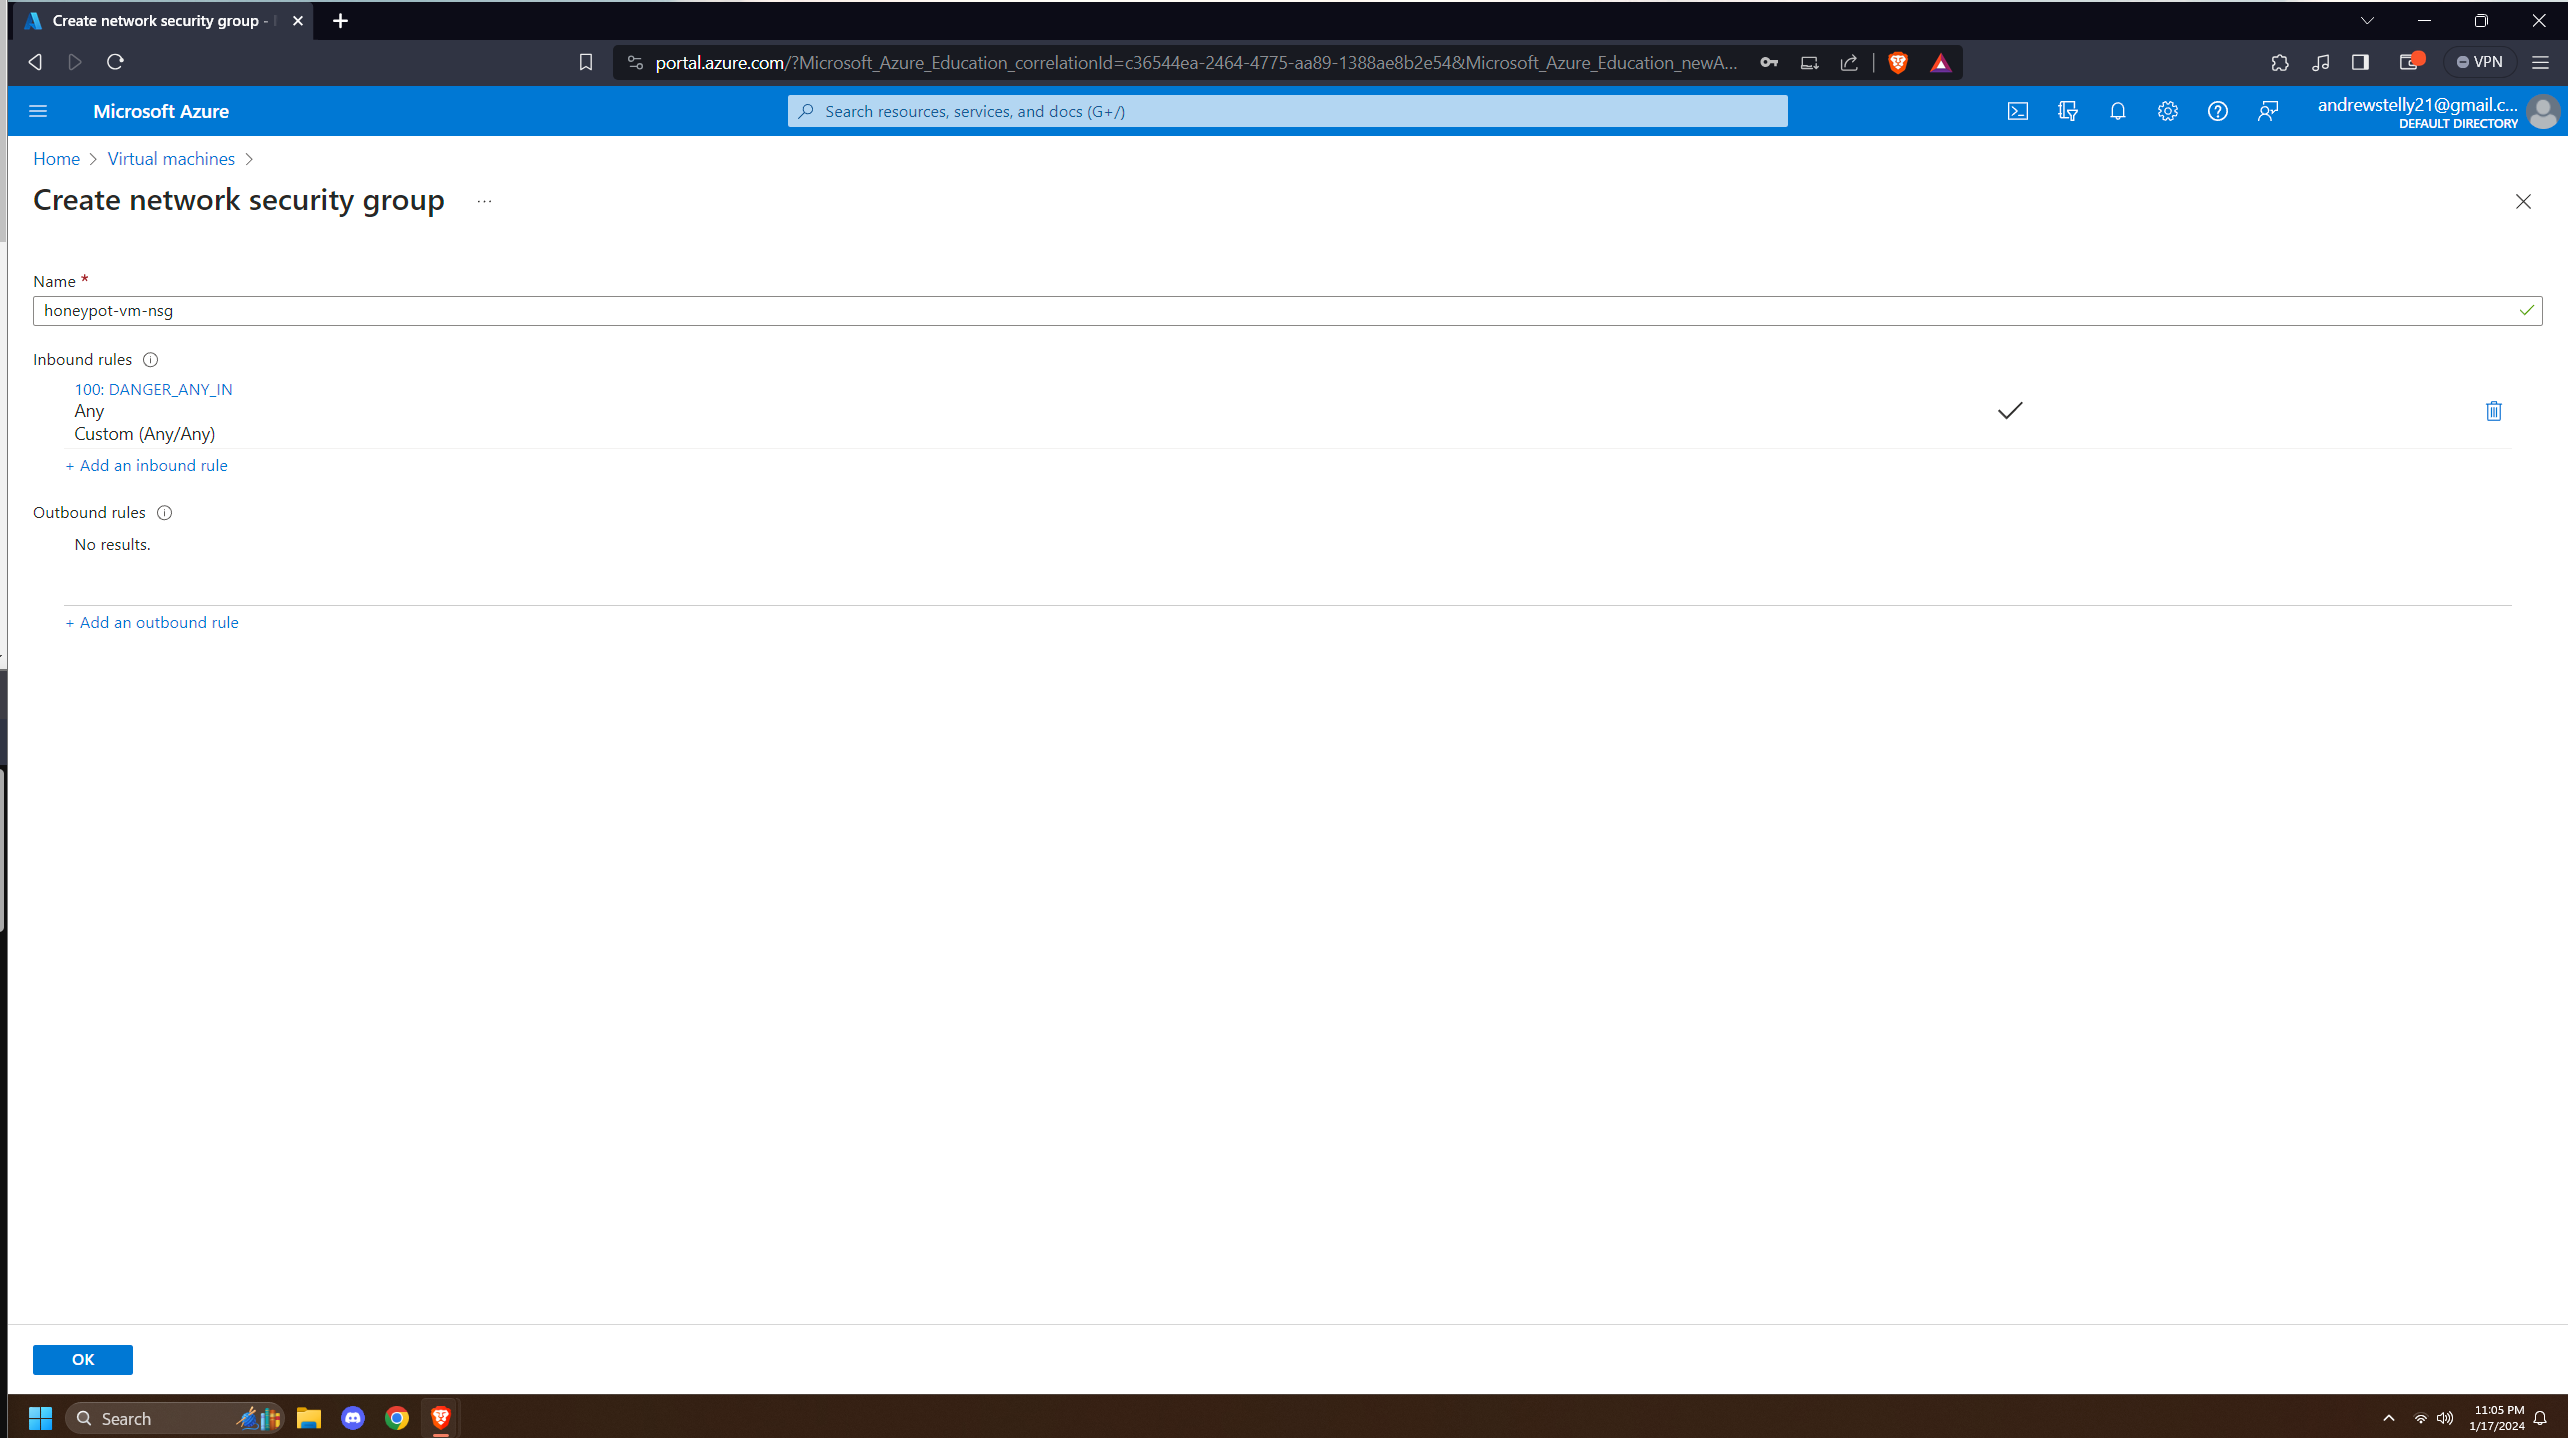 Create network security group -
portal.azure.com/?Microsoft_Azure_Education_correlationId=c36544ea-2464-4775-aa89-1388ae8b2e548&Microsoft_Azure_Education_newA...
VPN
Microsoft Azure
Search resources, services, and docs (G+/)
andrewstelly21@gmail.c...
DEFAULT DIRECTORY
Home > Virtual machines >
Create network security group ...
Name *
honeypot-vm-nsg
Inbound rules
100: DANGER_ANY_IN
Any
Custom (Any/Any)
+ Add an inbound rule
Outbound rules
No results.
+ Add an outbound rule
OK
Search
11:05 PM
1/17/2024